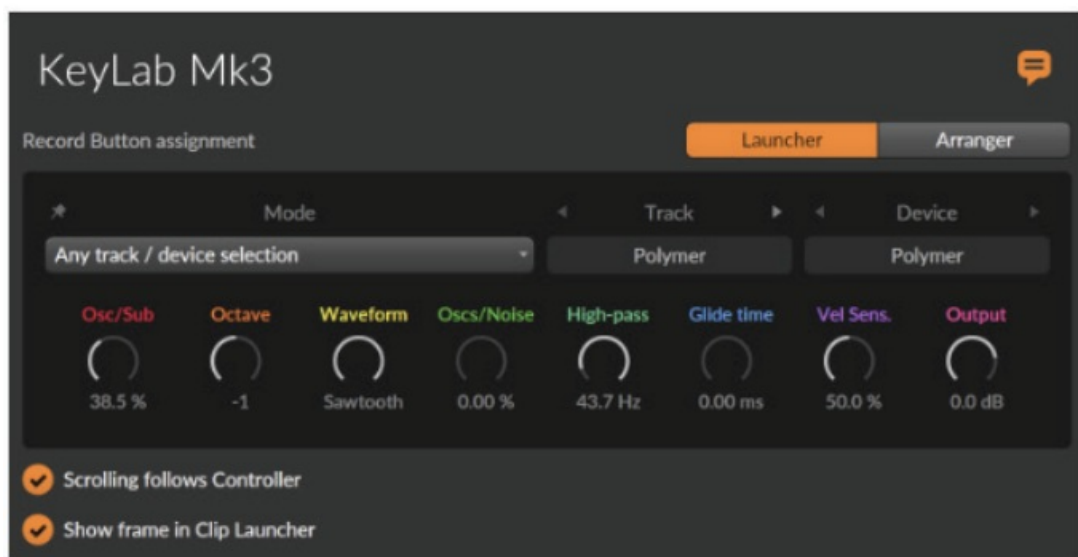 KeyLab Mk3
Record Button assignment Launcher Arranger
Mode Track Device
Any track / device selection Polymer Polymer
Osc/Sub Octave Waveform Oscs/Noise High-pass Glide time Vel Sens. Output
38.5 % -1 Sawtooth 0.00 % 43.7 Hz 0.00 ms 50.0 % 0.0 dB
Scrolling follows Controller
Show frame in Clip Launcher